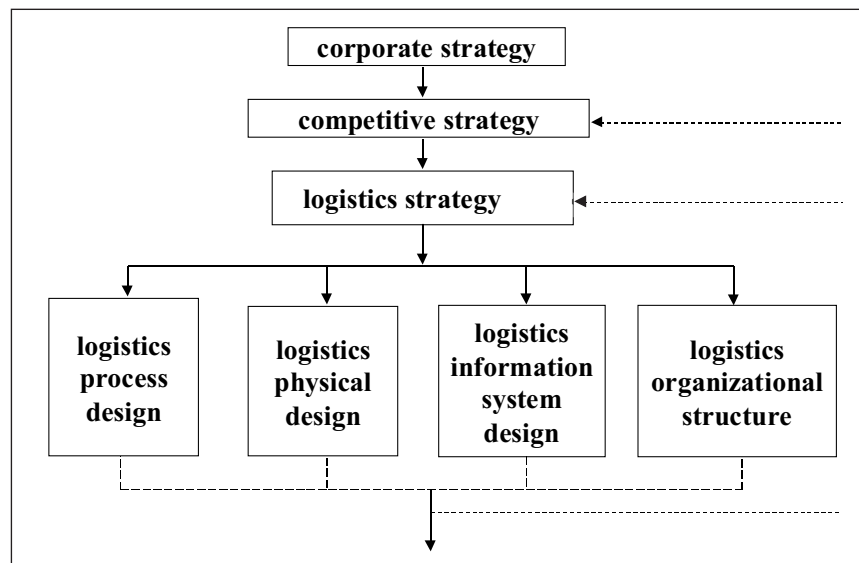 corporate strategy
competitive strategy
logistics strategy
logistics
process
design
logistics
physical
design
logistics
information
system
design
logistics
organizational
structure